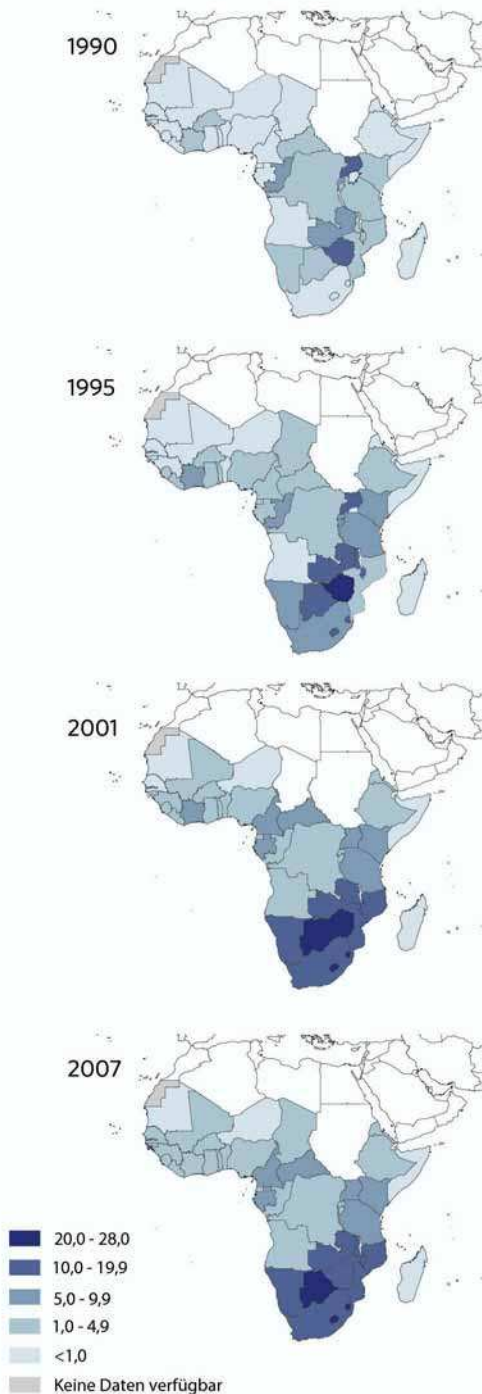 1990
1995
2001
2007
20,0 - 28,0
10,0 - 19,9
5,0 - 9,9
1,0 - 4,9
<1,0
Keine Daten verfügbar